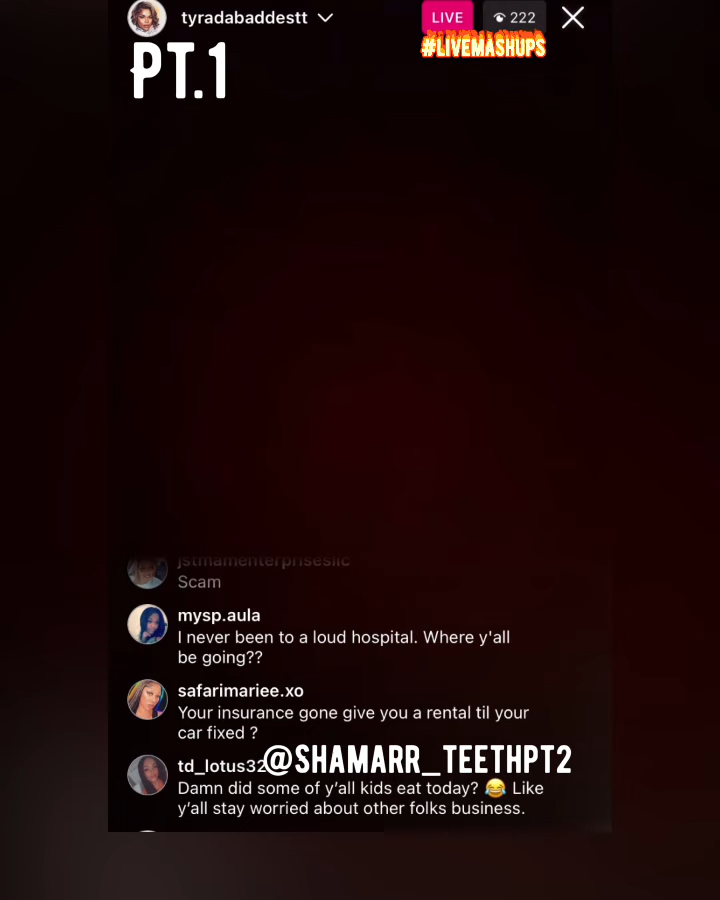 tyradabaddestt
LIVE
222
#LIVEMASHUPS
PT.1
jstmamenterprisesllc
Scam
mysp.aula
I never been to a loud hospital. Where y'all
be going??
safarimariee.xo
Your insurance gone give you a rental til your
car fixed ?
td_lotus32
@SHAMARR_TEETHPT2
Damn did some of y’all kids eat today? 😂 Like
y’all stay worried about other folks business.